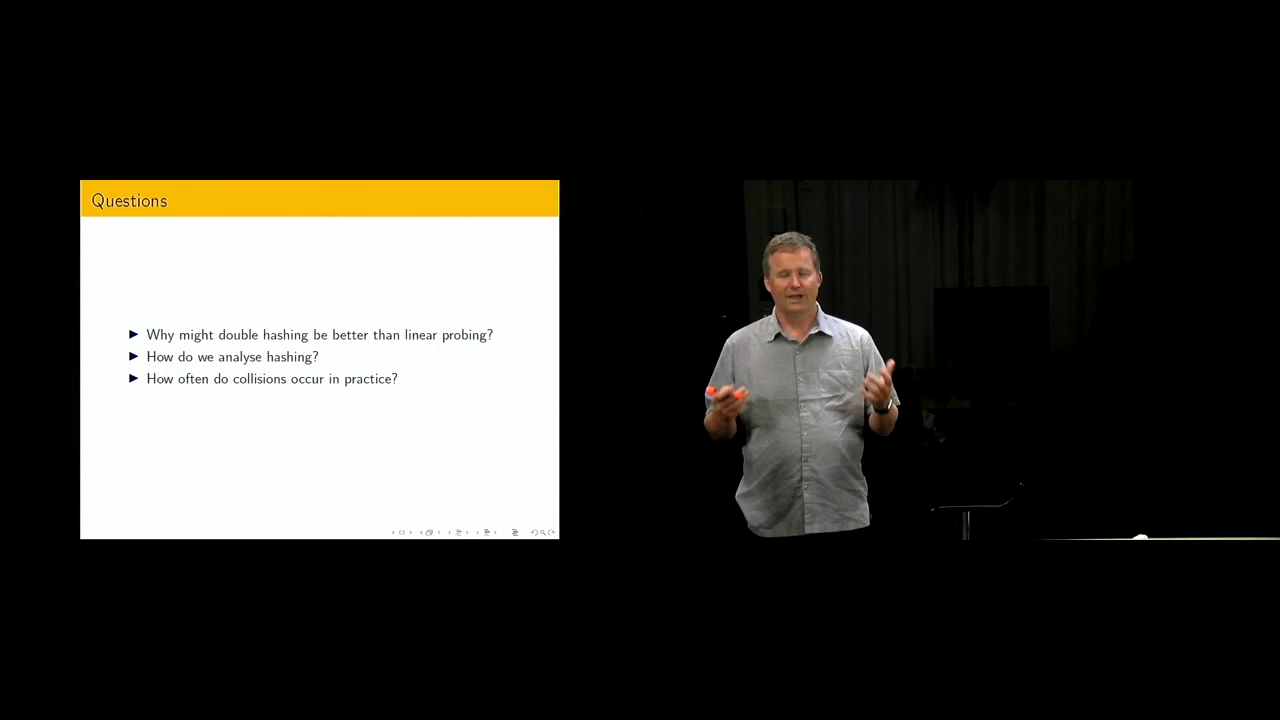 Questions
Why might double hashing be better than linear probing?
How do we analyse hashing?
How often do collisions occur in practice?